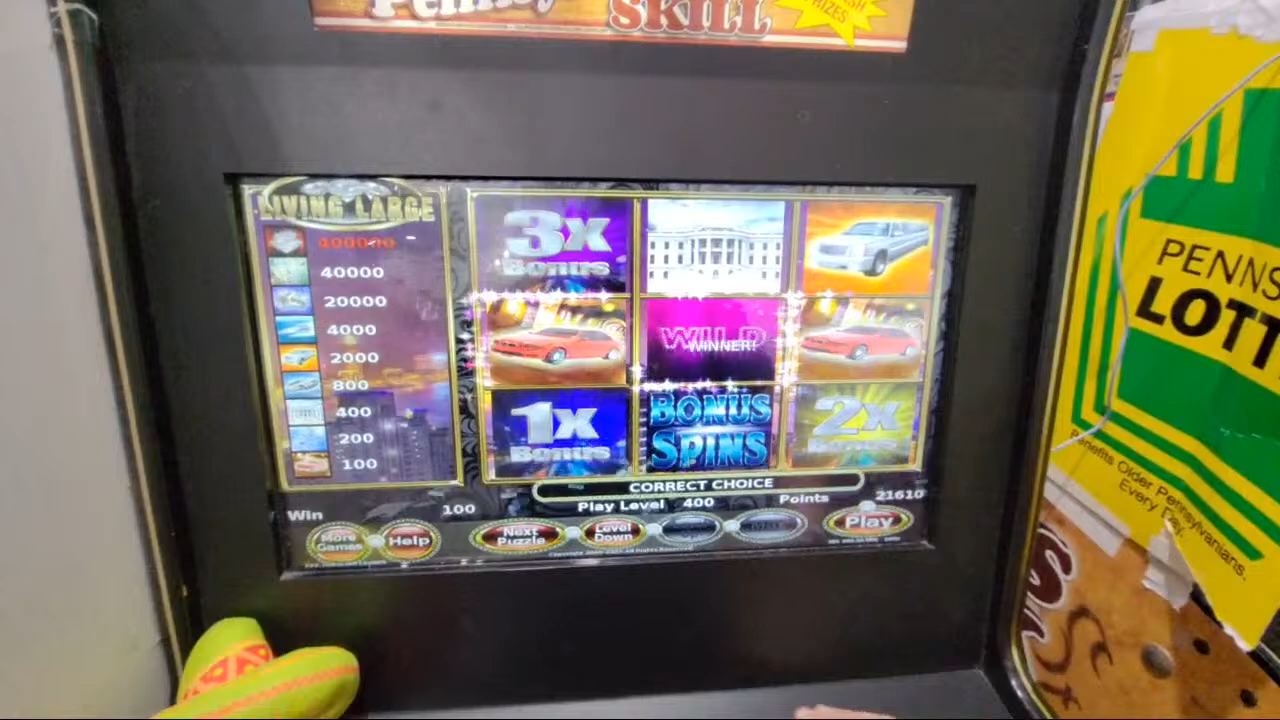 SKILL
PRIZES
LIVING LARGE
400000
40000
20000
4000
2000
800
400
200
100
3x
Bonus
WILD
WINNER!
1x
Bonus
BONUS
SPINS
2x
CORRECT CHOICE
Win
100
Play Level 400
Points
21610
More
Games
Help
Next
Puzzle
Level
Down
Play
PENNS
LOTT
Benefits Older Pennsylvanians.
Every Day.